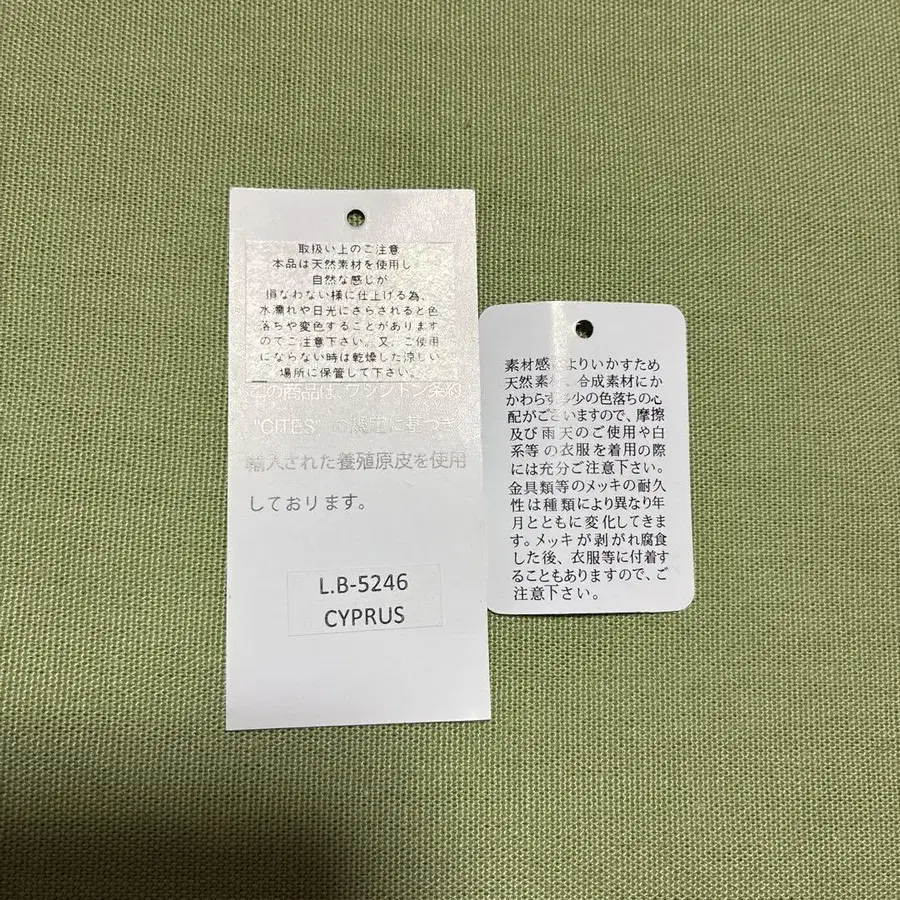 取扱い上のご注意
本品は天然素材を使用し
自然な感じが
損なわない様に仕上げる為、
水濡れや日光にさらされると色
落ちや変色することがあります
のでご注意下さい。又、ご使用
にならない時は乾燥した涼しい
場所に保管して下さい。
この商品は、ワシントン条約
"CITES" の規定に基づき
輸入された養殖原皮を使用
しております。
L.B-5246
CYPRUS
素材感によりいかすため
天然素材、合成素材にか
かわらず多少の色落ちの心
配がございますので、摩擦
及び雨天のご使用や白
系等の衣服を着用の際
には充分ご注意下さい。
金具類等のメッキの耐久
性は種類により異なり年
月とともに変化してきま
す。メッキが剥がれ腐食
した後、衣服等に付着す
ることもありますので、ご
注意下さい。